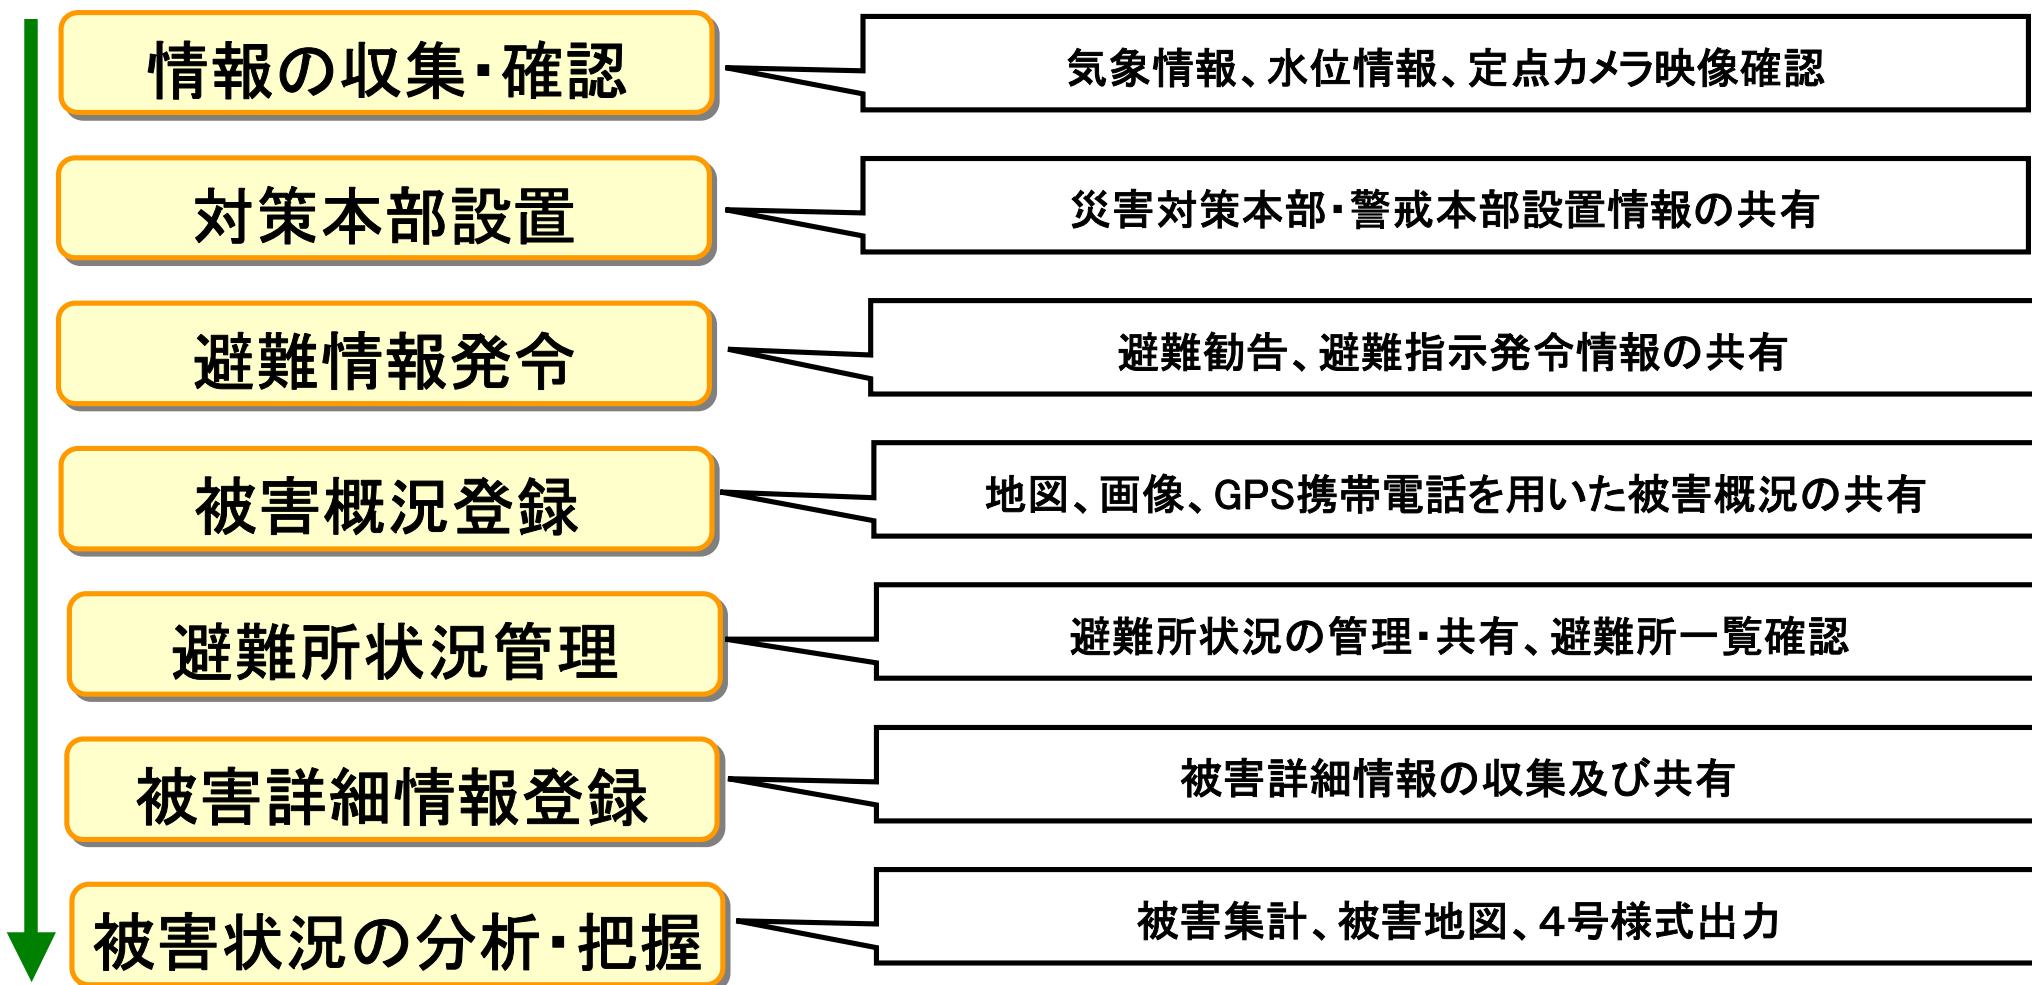 情報の収集・確認
気象情報、水位情報、定点カメラ映像確認
対策本部設置
災害対策本部・警戒本部設置情報の共有
避難情報発令
避難勧告、避難指示発令情報の共有
被害概況登録
地図、画像、GPS携帯電話を用いた被害概況の共有
避難所状況管理
避難所状況の管理・共有、避難所一覧確認
被害詳細情報登録
被害詳細情報の収集及び共有
被害状況の分析・把握
被害集計、被害地図、4号様式出力